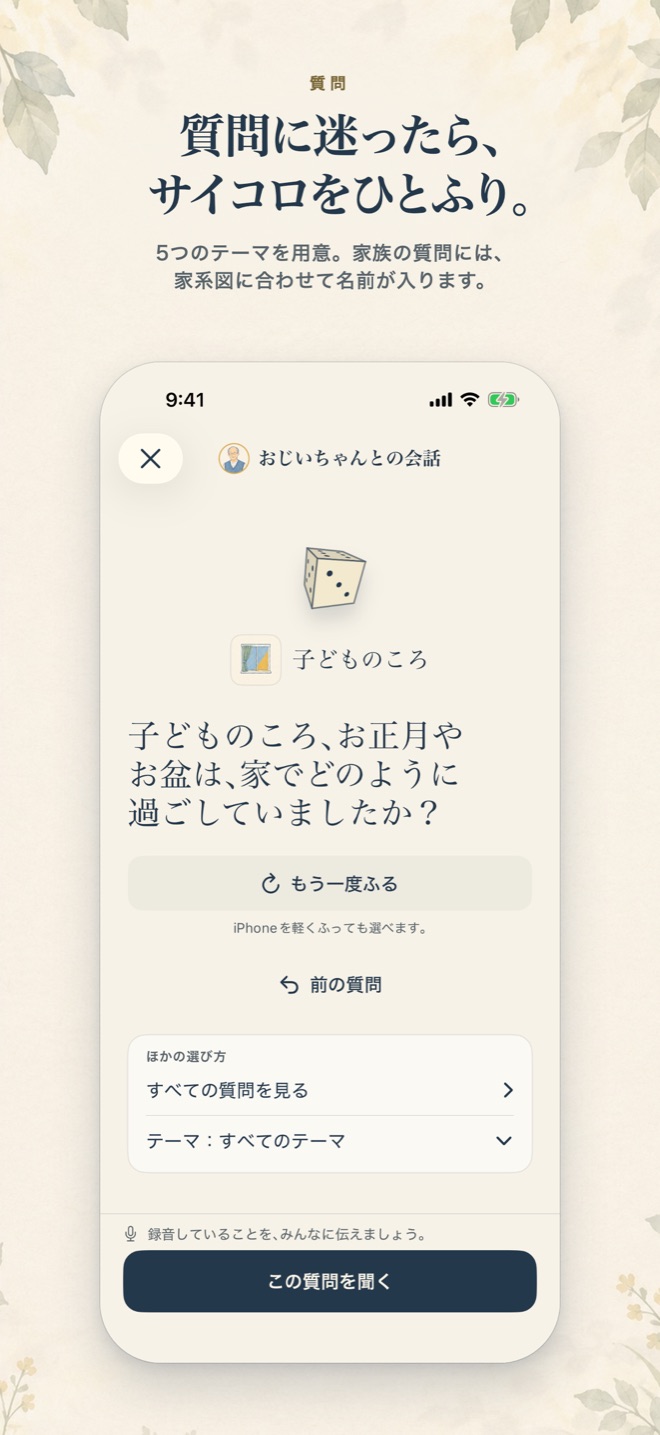 質問
質問に迷ったら、
サイコロをひとふり。
5つのテーマを用意。家族の質問には、
家系図に合わせて名前が入ります。
9:41
おじいちゃんとの会話
子どものころ
子どものころ、お正月や
お盆は、家でどのように
過ごしていましたか？
もう一度ふる
iPhoneを軽くふっても選べます。
前の質問
ほかの選び方
すべての質問を見る
テーマ：すべてのテーマ
録音していることを、みんなに伝えましょう。
この質問を聞く